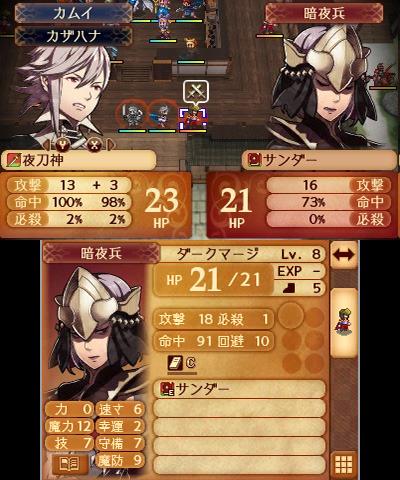 カムイ
カザハナ
暗夜兵
Y X
夜刀神
サンダー
攻撃 13 + 3
命中 100% 98%
必殺 2% 2%
23
HP
21
HP
16 攻撃
73% 命中
0% 必殺
暗夜兵
ダークマージ Lv. 8
HP 21/21
EXP -
5
攻撃 18 必殺 1
命中 91 回避 10
C
サンダー
力 0 速さ 6
魔力 12 幸運 2
技 7 守備 7
魔防 9